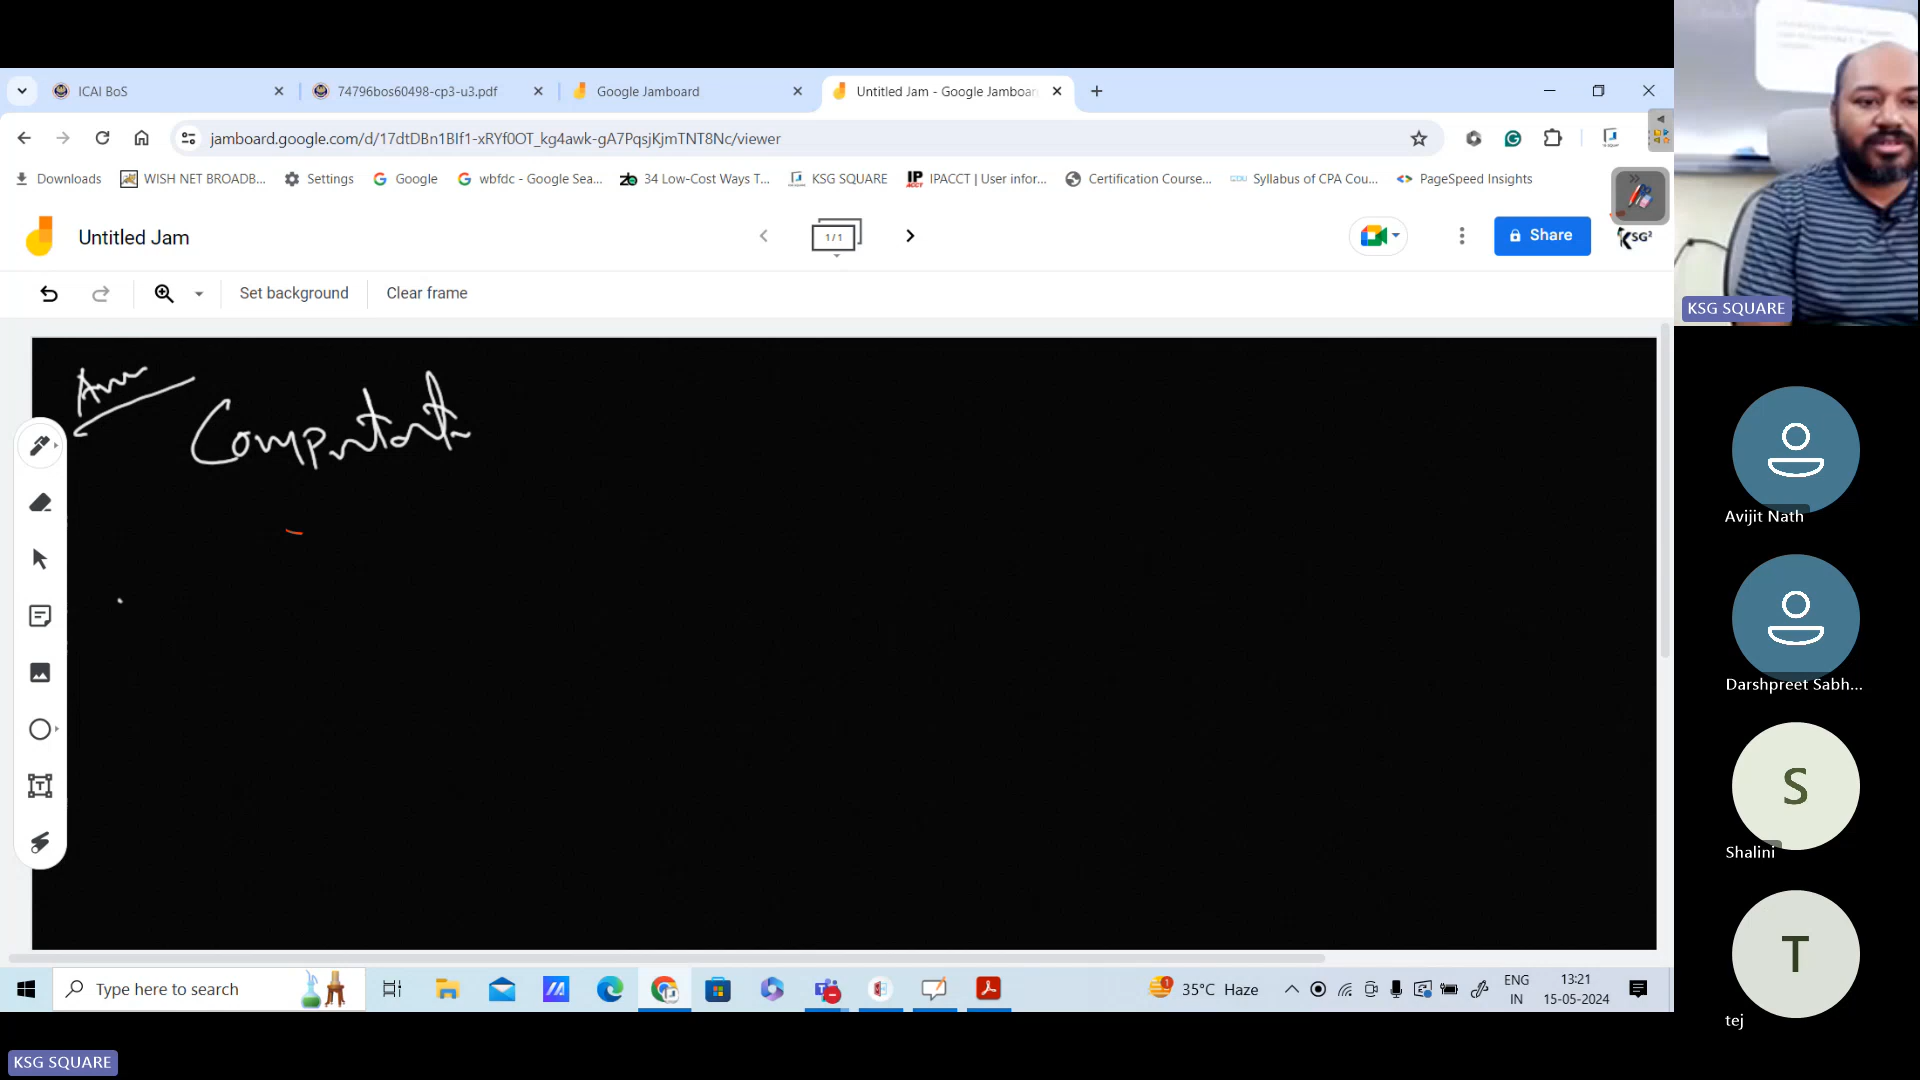 ICAI BoS
74796bos60498-cp3-u3.pdf
Google Jamboard
Untitled Jam - Google Jamboar
jamboard.google.com/d/17dtDBn1BIf1-xRYf0OT_kg4awk-gA7PqsjKjmTNT8Nc/viewer
Downloads
WISH NET BROADB...
Settings
Google
wbfdc - Google Sea...
34 Low-Cost Ways T...
KSG SQUARE
IPACCT | User infor...
Certification Course...
Syllabus of CPA Cou...
PageSpeed Insights
Untitled Jam
1 / 1
Share
KSG²
Set background
Clear frame
Ans
KSG SQUARE
Avijit Nath
Darshpreet Sabh...
S
Shalini
T
tej
Type here to search
35°C Haze
ENG
IN
13:21
15-05-2024
KSG SQUARE